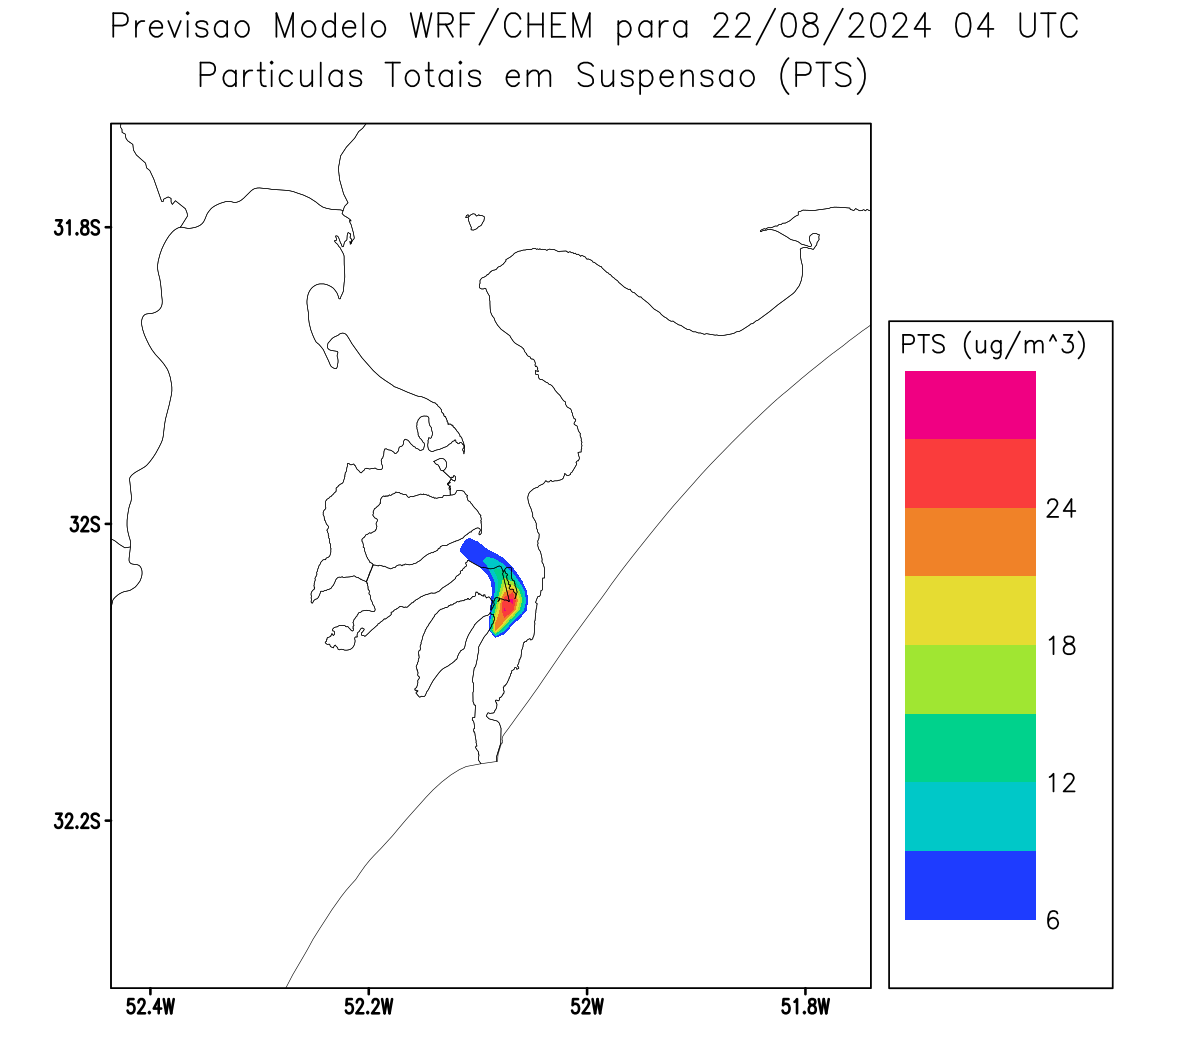 Previsao Modelo WRF/CHEM para 22/08/2024 04 UTC
Particulas Totais em Suspensao (PTS)
31.8S
32S
32.2S
52.4W
52.2W
52W
51.8W
PTS (ug/m^3)
24
18
12
6